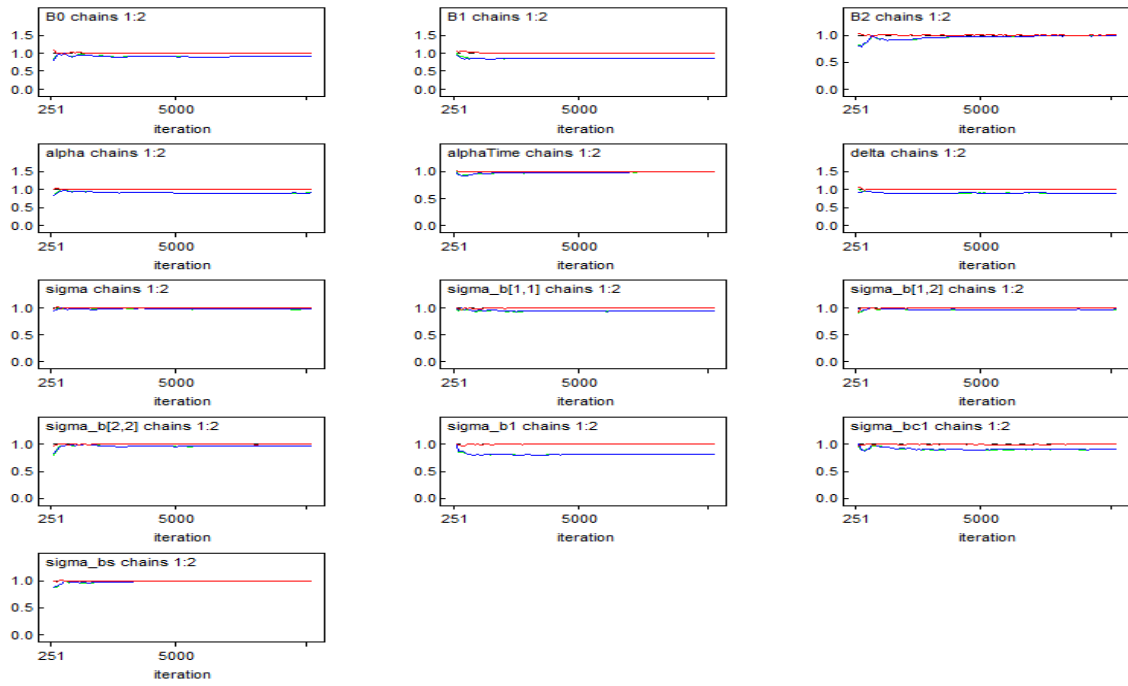 B0 chains 1:2
1.5
1.0
0.5
0.0
251
5000
iteration
B1 chains 1:2
1.5
1.0
0.5
0.0
251
5000
iteration
B2 chains 1:2
1.0
0.5
0.0
251
5000
iteration
alpha chains 1:2
1.5
1.0
0.5
0.0
251
5000
iteration
alphaTime chains 1:2
1.0
0.5
0.0
251
5000
iteration
delta chains 1:2
1.5
1.0
0.5
0.0
251
5000
iteration
sigma chains 1:2
1.0
0.5
0.0
251
5000
iteration
sigma_b[1,1] chains 1:2
1.0
0.5
0.0
251
5000
iteration
sigma_b[1,2] chains 1:2
1.0
0.5
0.0
251
5000
iteration
sigma_b[2,2] chains 1:2
1.0
0.5
0.0
251
5000
iteration
sigma_b1 chains 1:2
1.0
0.5
0.0
251
5000
iteration
sigma_bc1 chains 1:2
1.0
0.5
0.0
251
5000
iteration
sigma_bs chains 1:2
1.0
0.5
0.0
251
5000
iteration